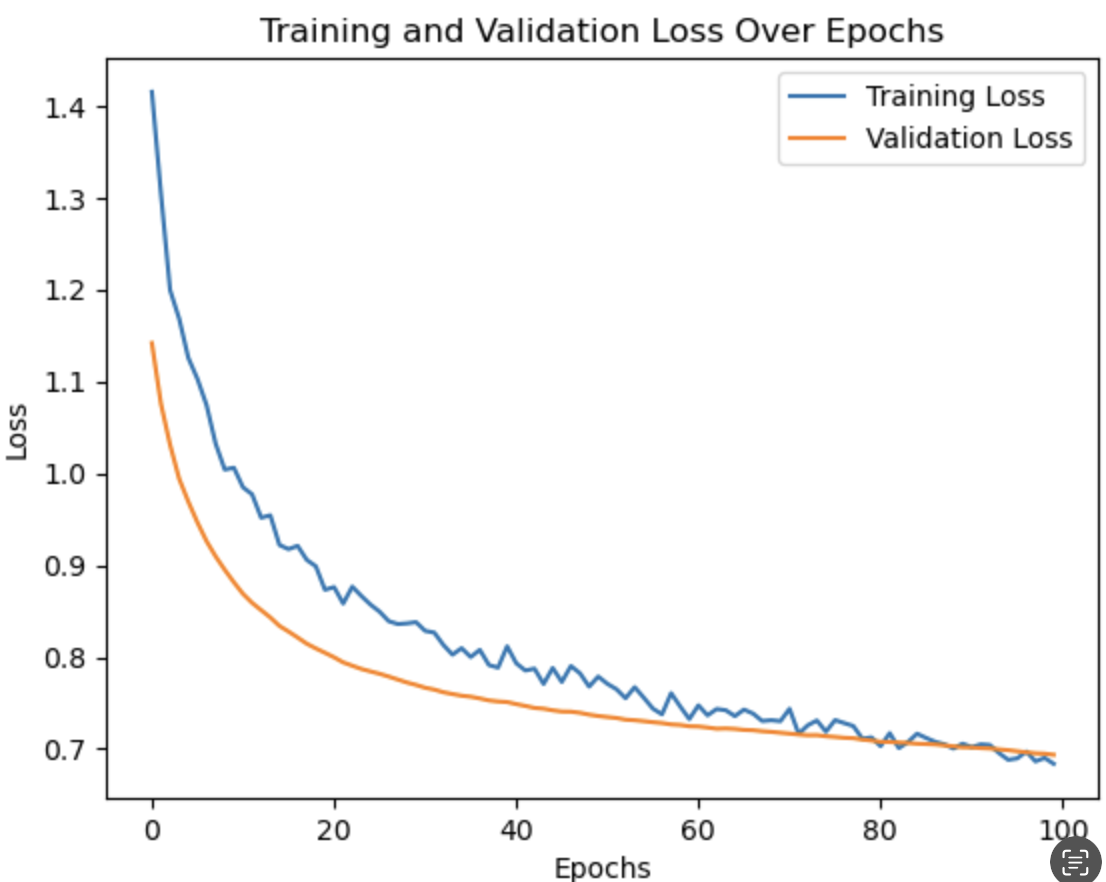 Training and Validation Loss Over Epochs
Training Loss
Validation Loss
1.4
1.3
1.2
1.1
1.0
0.9
0.8
0.7
Loss
0 20 40 60 80 100
Epochs